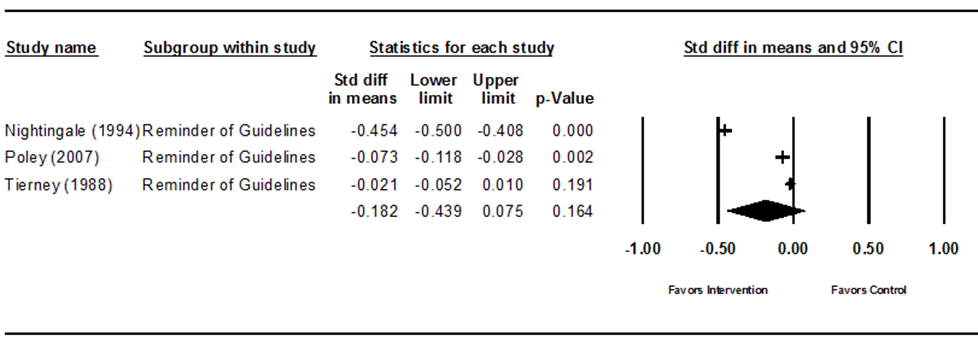 Study name Subgroup within study Statistics for each study Std diff in means and 95% CI
Std diff Lower Upper
in means limit limit p-Value
Nightingale (1994) Reminder of Guidelines -0.454 -0.500 -0.408 0.000
Poley (2007) Reminder of Guidelines -0.073 -0.118 -0.028 0.002
Tierney (1988) Reminder of Guidelines -0.021 -0.052 0.010 0.191
-0.182 -0.439 0.075 0.164
-1.00 -0.50 0.00 0.50 1.00
Favors Intervention Favors Control